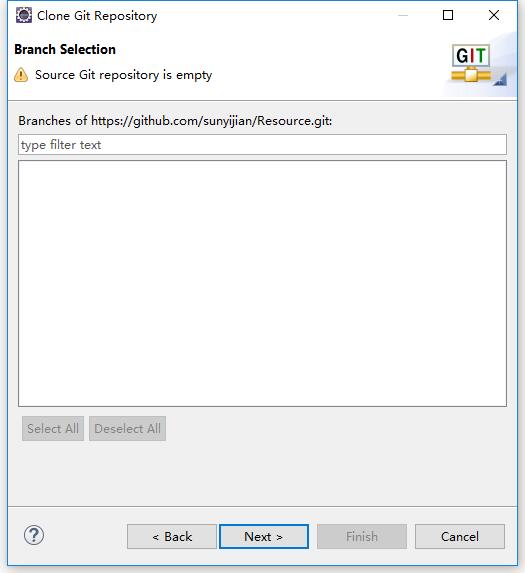 Clone Git Repository
Branch Selection
Source Git repository is empty
GIT
Branches of https://github.com/sunyijian/Resource.git:
type filter text
Select All Deselect All
? < Back Next > Finish Cancel